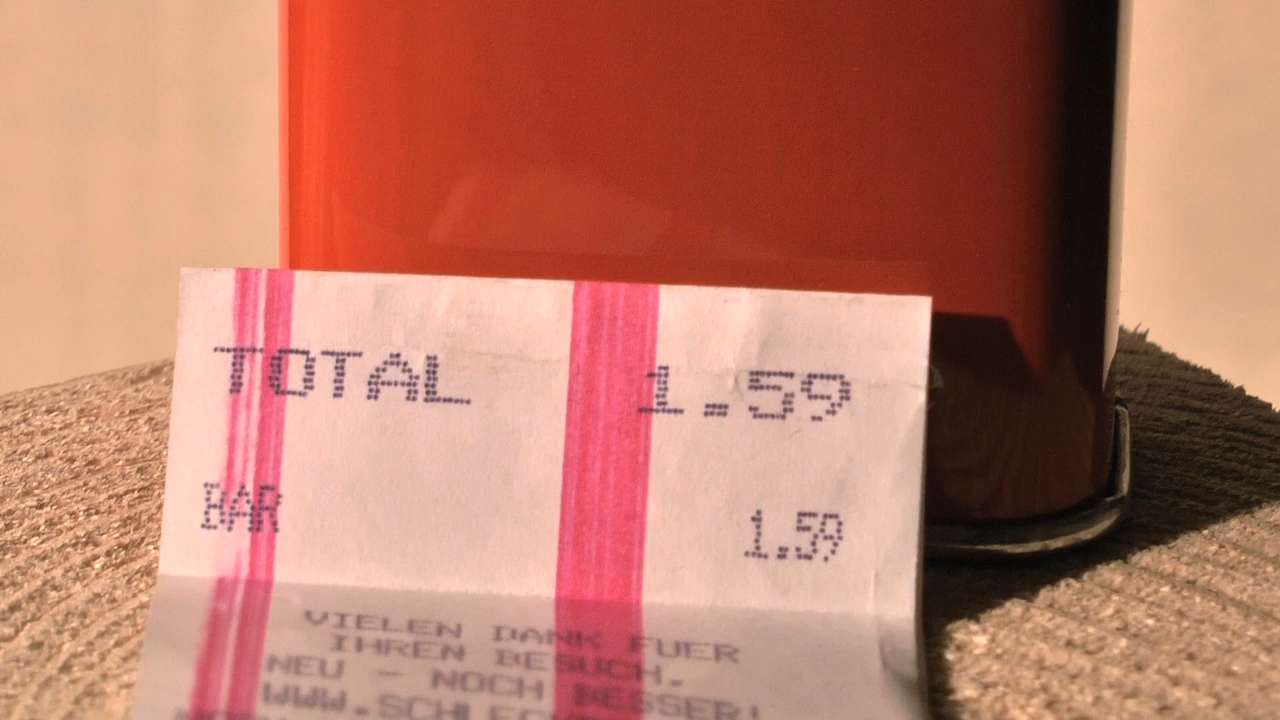 TOTAL 1.59
BAR 1.59
VIELEN DANK FUER
IHREN BESUCH.
NEU - NOCH BESSER!